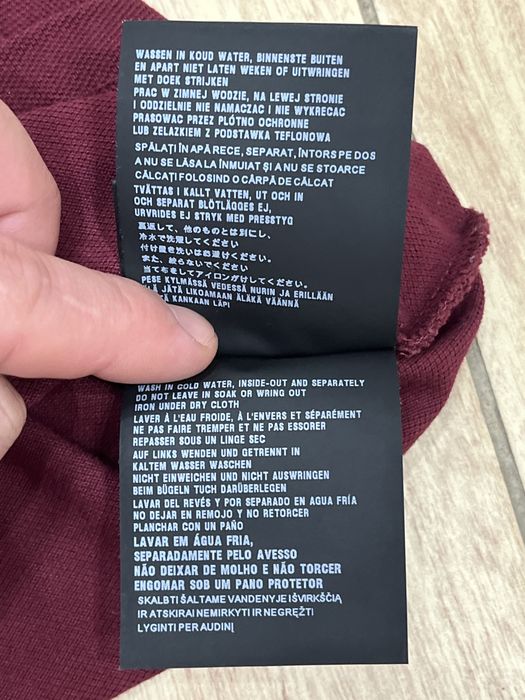 WASSEN IN KOUD WATER, BINNENSTE BUITEN
EN APART NIET LATEN WEKEN OF UITWRINGEN
MET DOEK STRIJKEN
PRAC W ZIMNEJ WODZIE, NA LEWEJ STRONIE
I ODDZIELNIE NIE NAMACZAC I NIE WYKRECAC
PRASOWAC PRZEZ PLÓTNO OCHRONNE
LUB ZELAZKIEM Z PODSTAWKA TEFLONOWA
SPĂLAȚI ÎN APĂ RECE, SEPARAT, ÎNTORS PE DOS
A NU SE LĂSA LA ÎNMUIAT ȘI A NU SE STOARCE
CĂLCAȚI FOLOSIND O CÂRPĂ DE CĂLCAT
TVÄTTAS I KALLT VATTEN, UT OCH IN
OCH SEPARAT BLÖTLÄGGES EJ,
URVRIDES EJ STRYK MED PRESSTYG
裏返して、他のものとは別にし、
冷水で洗濯してください
付け置き洗いはお避けください。
また、絞らないでください
当て布をしてアイロンがけしてください。
PESE KYLMÄSSÄ VEDESSÄ NURIN JA ERILLÄÄN
JÄTÄ LIKOAMAAN ÄLÄKÄ VÄÄNNÄ
KANKAAN LÄPI
WASH IN COLD WATER, INSIDE-OUT AND SEPARATELY
DO NOT LEAVE IN SOAK OR WRING OUT
IRON UNDER DRY CLOTH
LAVER À L'EAU FROIDE, À L'ENVERS ET SÉPARÉMENT
NE PAS FAIRE TREMPER ET NE PAS ESSORER
REPASSER SOUS UN LINGE SEC
AUF LINKS WENDEN UND GETRENNT IN
KALTEM WASSER WASCHEN
NICHT EINWEICHEN UND NICHT AUSWRINGEN
BEIM BÜGELN TUCH DARÜBERLEGEN
LAVAR DEL REVÉS Y POR SEPARADO EN AGUA FRÍA
NO DEJAR EN REMOJO Y NO RETORCER
PLANCHAR CON UN PAÑO
LAVAR EM ÁGUA FRIA,
SEPARADAMENTE PELO AVESSO
NÃO DEIXAR DE MOLHO E NÃO TORCER
ENGOMAR SOB UM PANO PROTETOR
SKALBTI ŠALTAME VANDENYJE IŠVIRKŠČIĄ
IR ATSKIRAI NEMIRKYTI IR NEGRĘŽTI
LYGINTI PER AUDINĮ